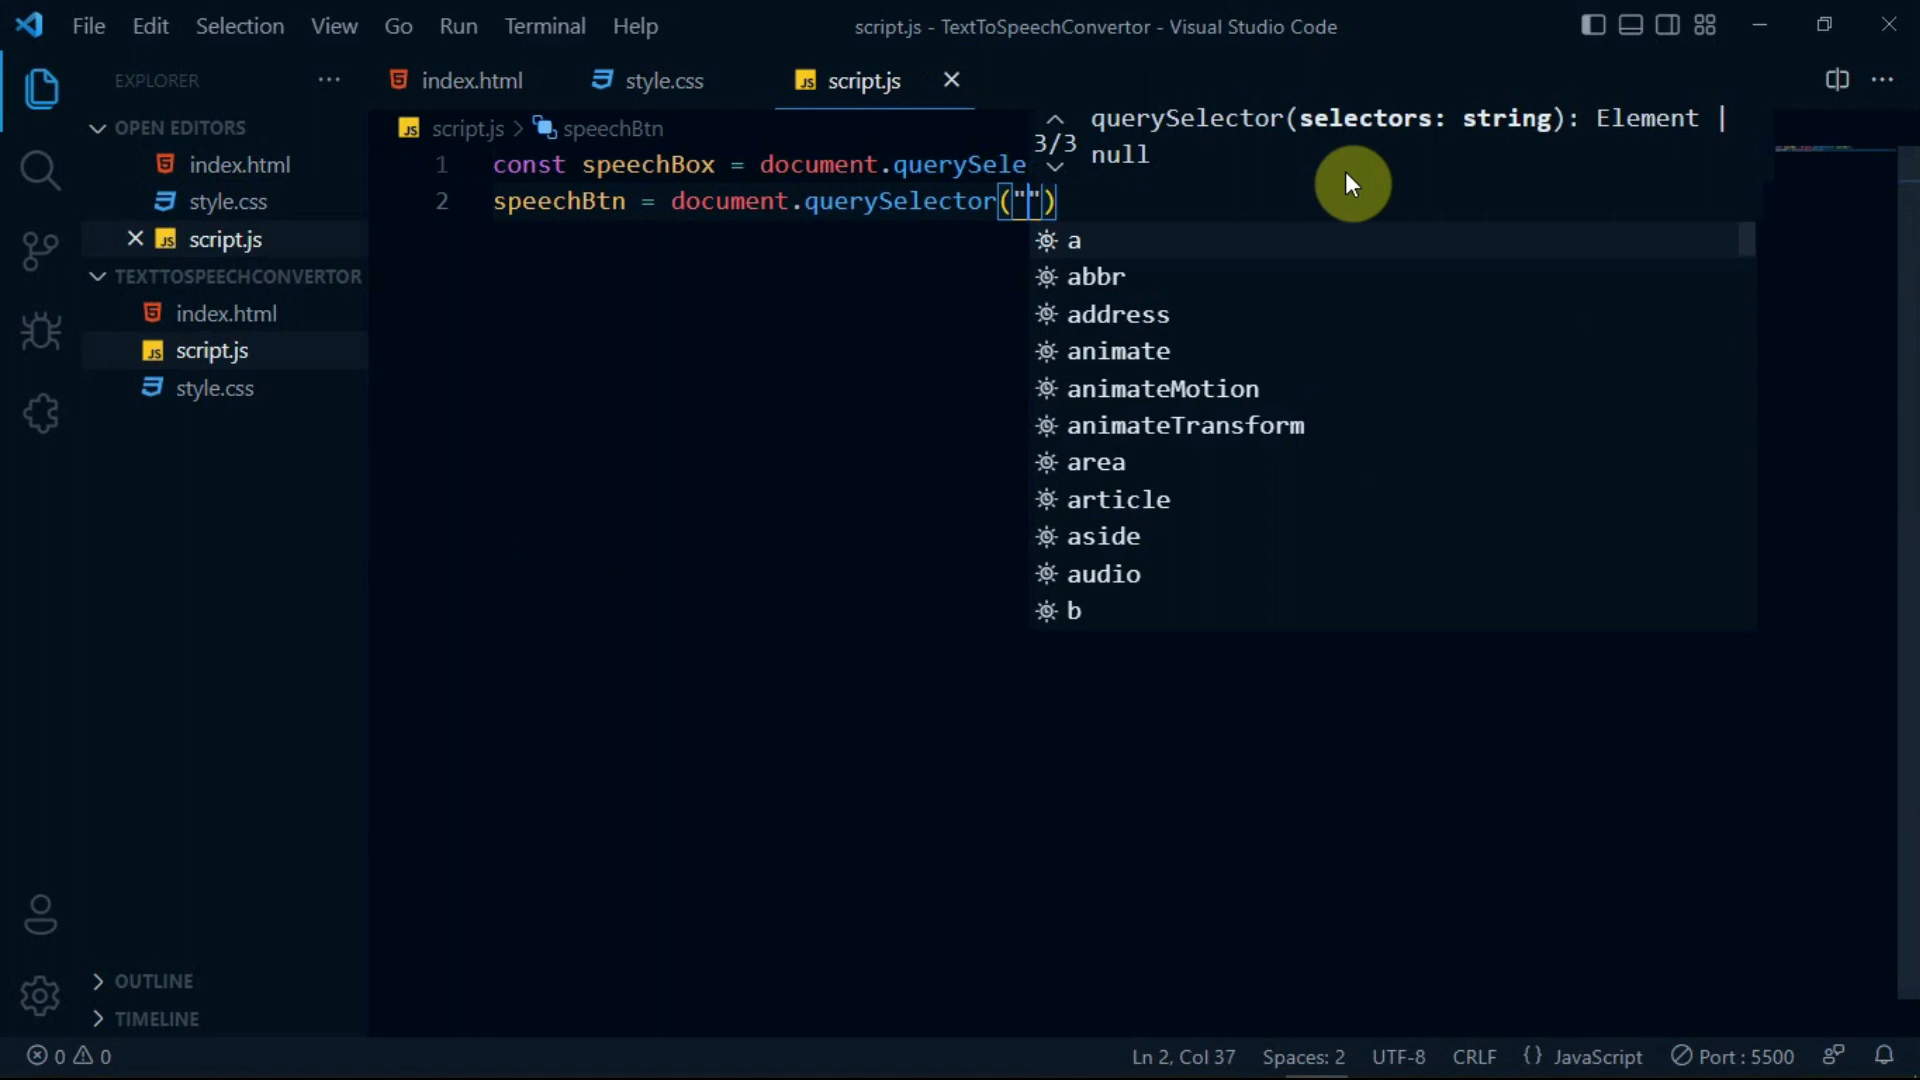 File Edit Selection View Go Run Terminal Help
script.js - TextToSpeechConvertor - Visual Studio Code
EXPLORER
index.html
style.css
script.js
OPEN EDITORS
index.html
style.css
script.js
TEXTTOSPEECHCONVERTOR
index.html
script.js
style.css
OUTLINE
TIMELINE
script.js > speechBtn
1 const speechBox = document.querySele
2 speechBtn = document.querySelector("")
3/3
querySelector(selectors: string): Element |
null
a
abbr
address
animate
animateMotion
animateTransform
area
article
aside
audio
b
0 0
Ln 2, Col 37 Spaces: 2 UTF-8 CRLF {} JavaScript Port : 5500